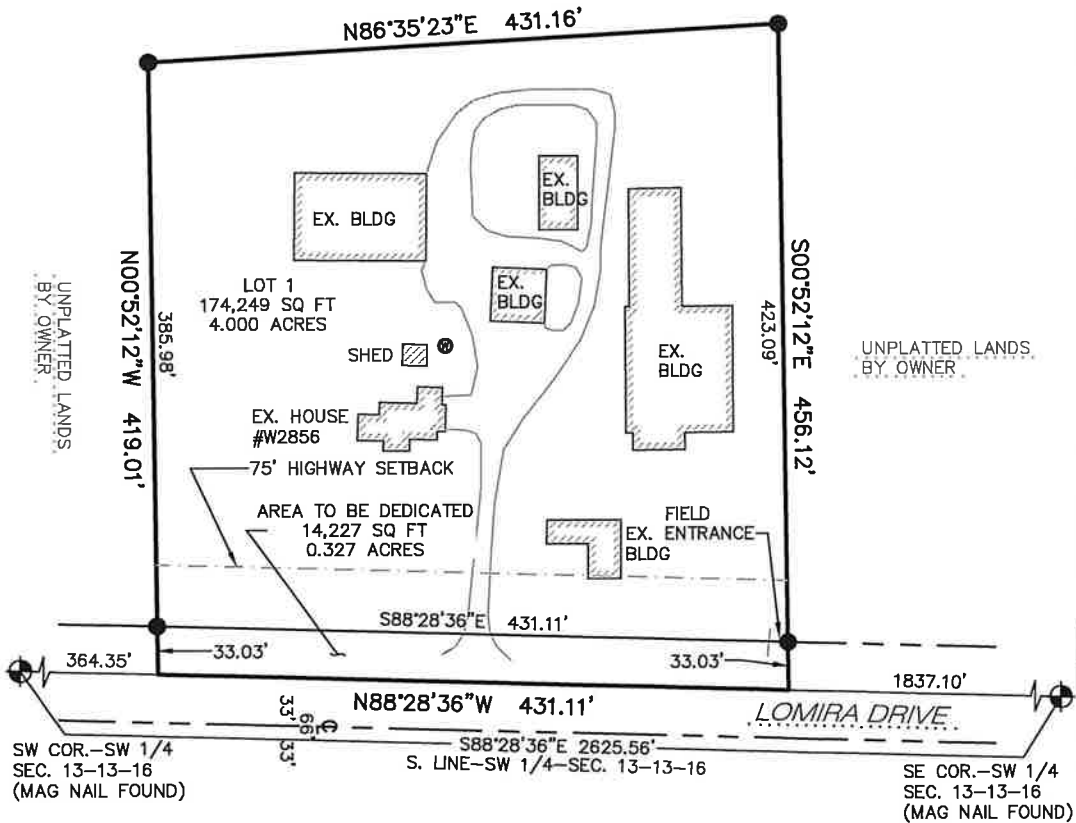 N86°35'23"E 431.16'
EX. BLDG
EX.
BLDG
EX.
BLDG
EX.
BLDG
LOT 1
174,249 SQ FT
4.000 ACRES
SHED
W
EX. HOUSE
#W2856
75' HIGHWAY SETBACK
AREA TO BE DEDICATED
14,227 SQ FT
0.327 ACRES
FIELD
ENTRANCE
EX.
BLDG
N00°52'12"W 419.01'
385.98'
UNPLATTED LANDS
BY OWNER
S00°52'12"E 456.12'
423.09'
UNPLATTED LANDS
BY OWNER
S88°28'36"E 431.11'
33.03'
33.03'
364.35'
1837.10'
N88°28'36"W 431.11'
LOMIRA DRIVE
33'
66'
33'
S88°28'36"E 2625.56'
S. LINE-SW 1/4-SEC. 13-13-16
SW COR.-SW 1/4
SEC. 13-13-16
(MAG NAIL FOUND)
SE COR.-SW 1/4
SEC. 13-13-16
(MAG NAIL FOUND)